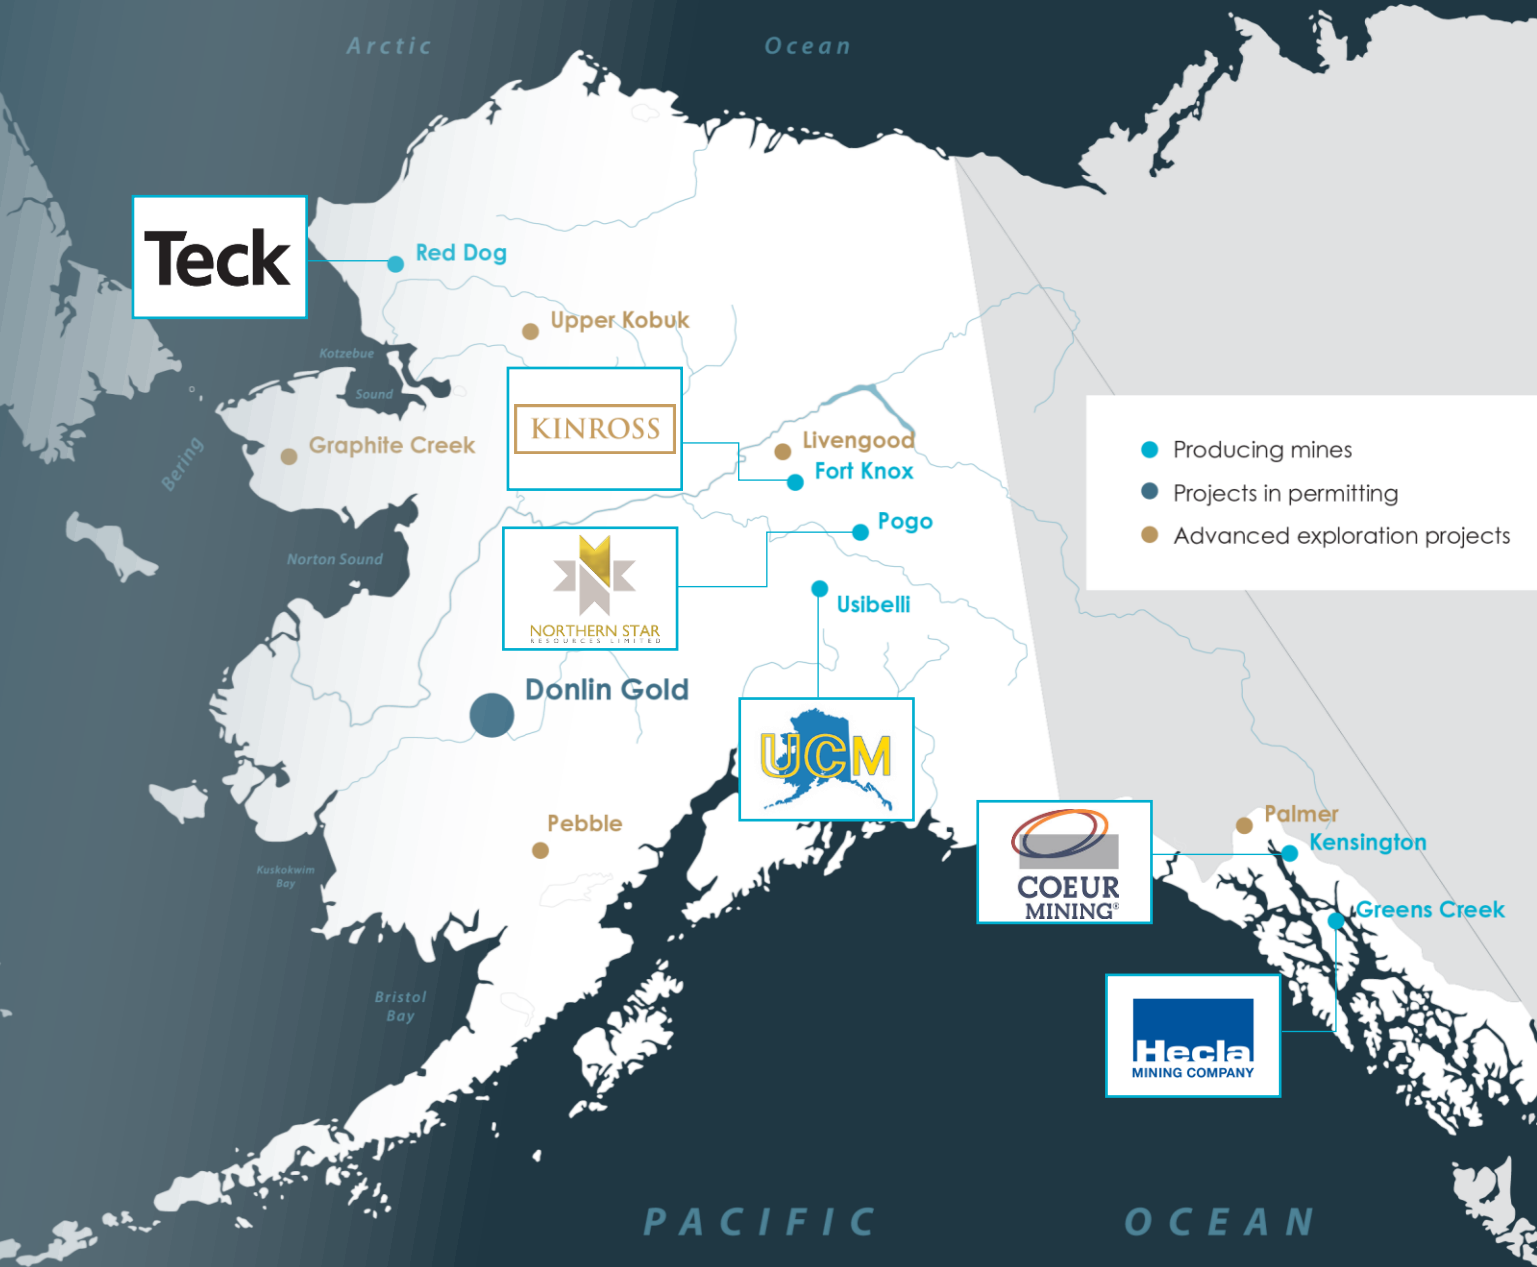 Arctic
Ocean
Teck
Red Dog
Upper Kobuk
Kotzebue
Sound
KINROSS
Livengood
Graphite Creek
Bering
Fort Knox
Producing mines
Projects in permitting
Advanced exploration projects
Pogo
Norton Sound
NORTHERN STAR
RESOURCES LIMITED
Usibelli
Donlin Gold
UCM
Pebble
Palmer
Kensington
Kuskokwim
Bay
COEUR
MINING®
Greens Creek
Bristol
Bay
Hecla
MINING COMPANY
PACIFIC
OCEAN